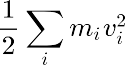 \frac{1}{2} \sum_{i} m_i v_i^2